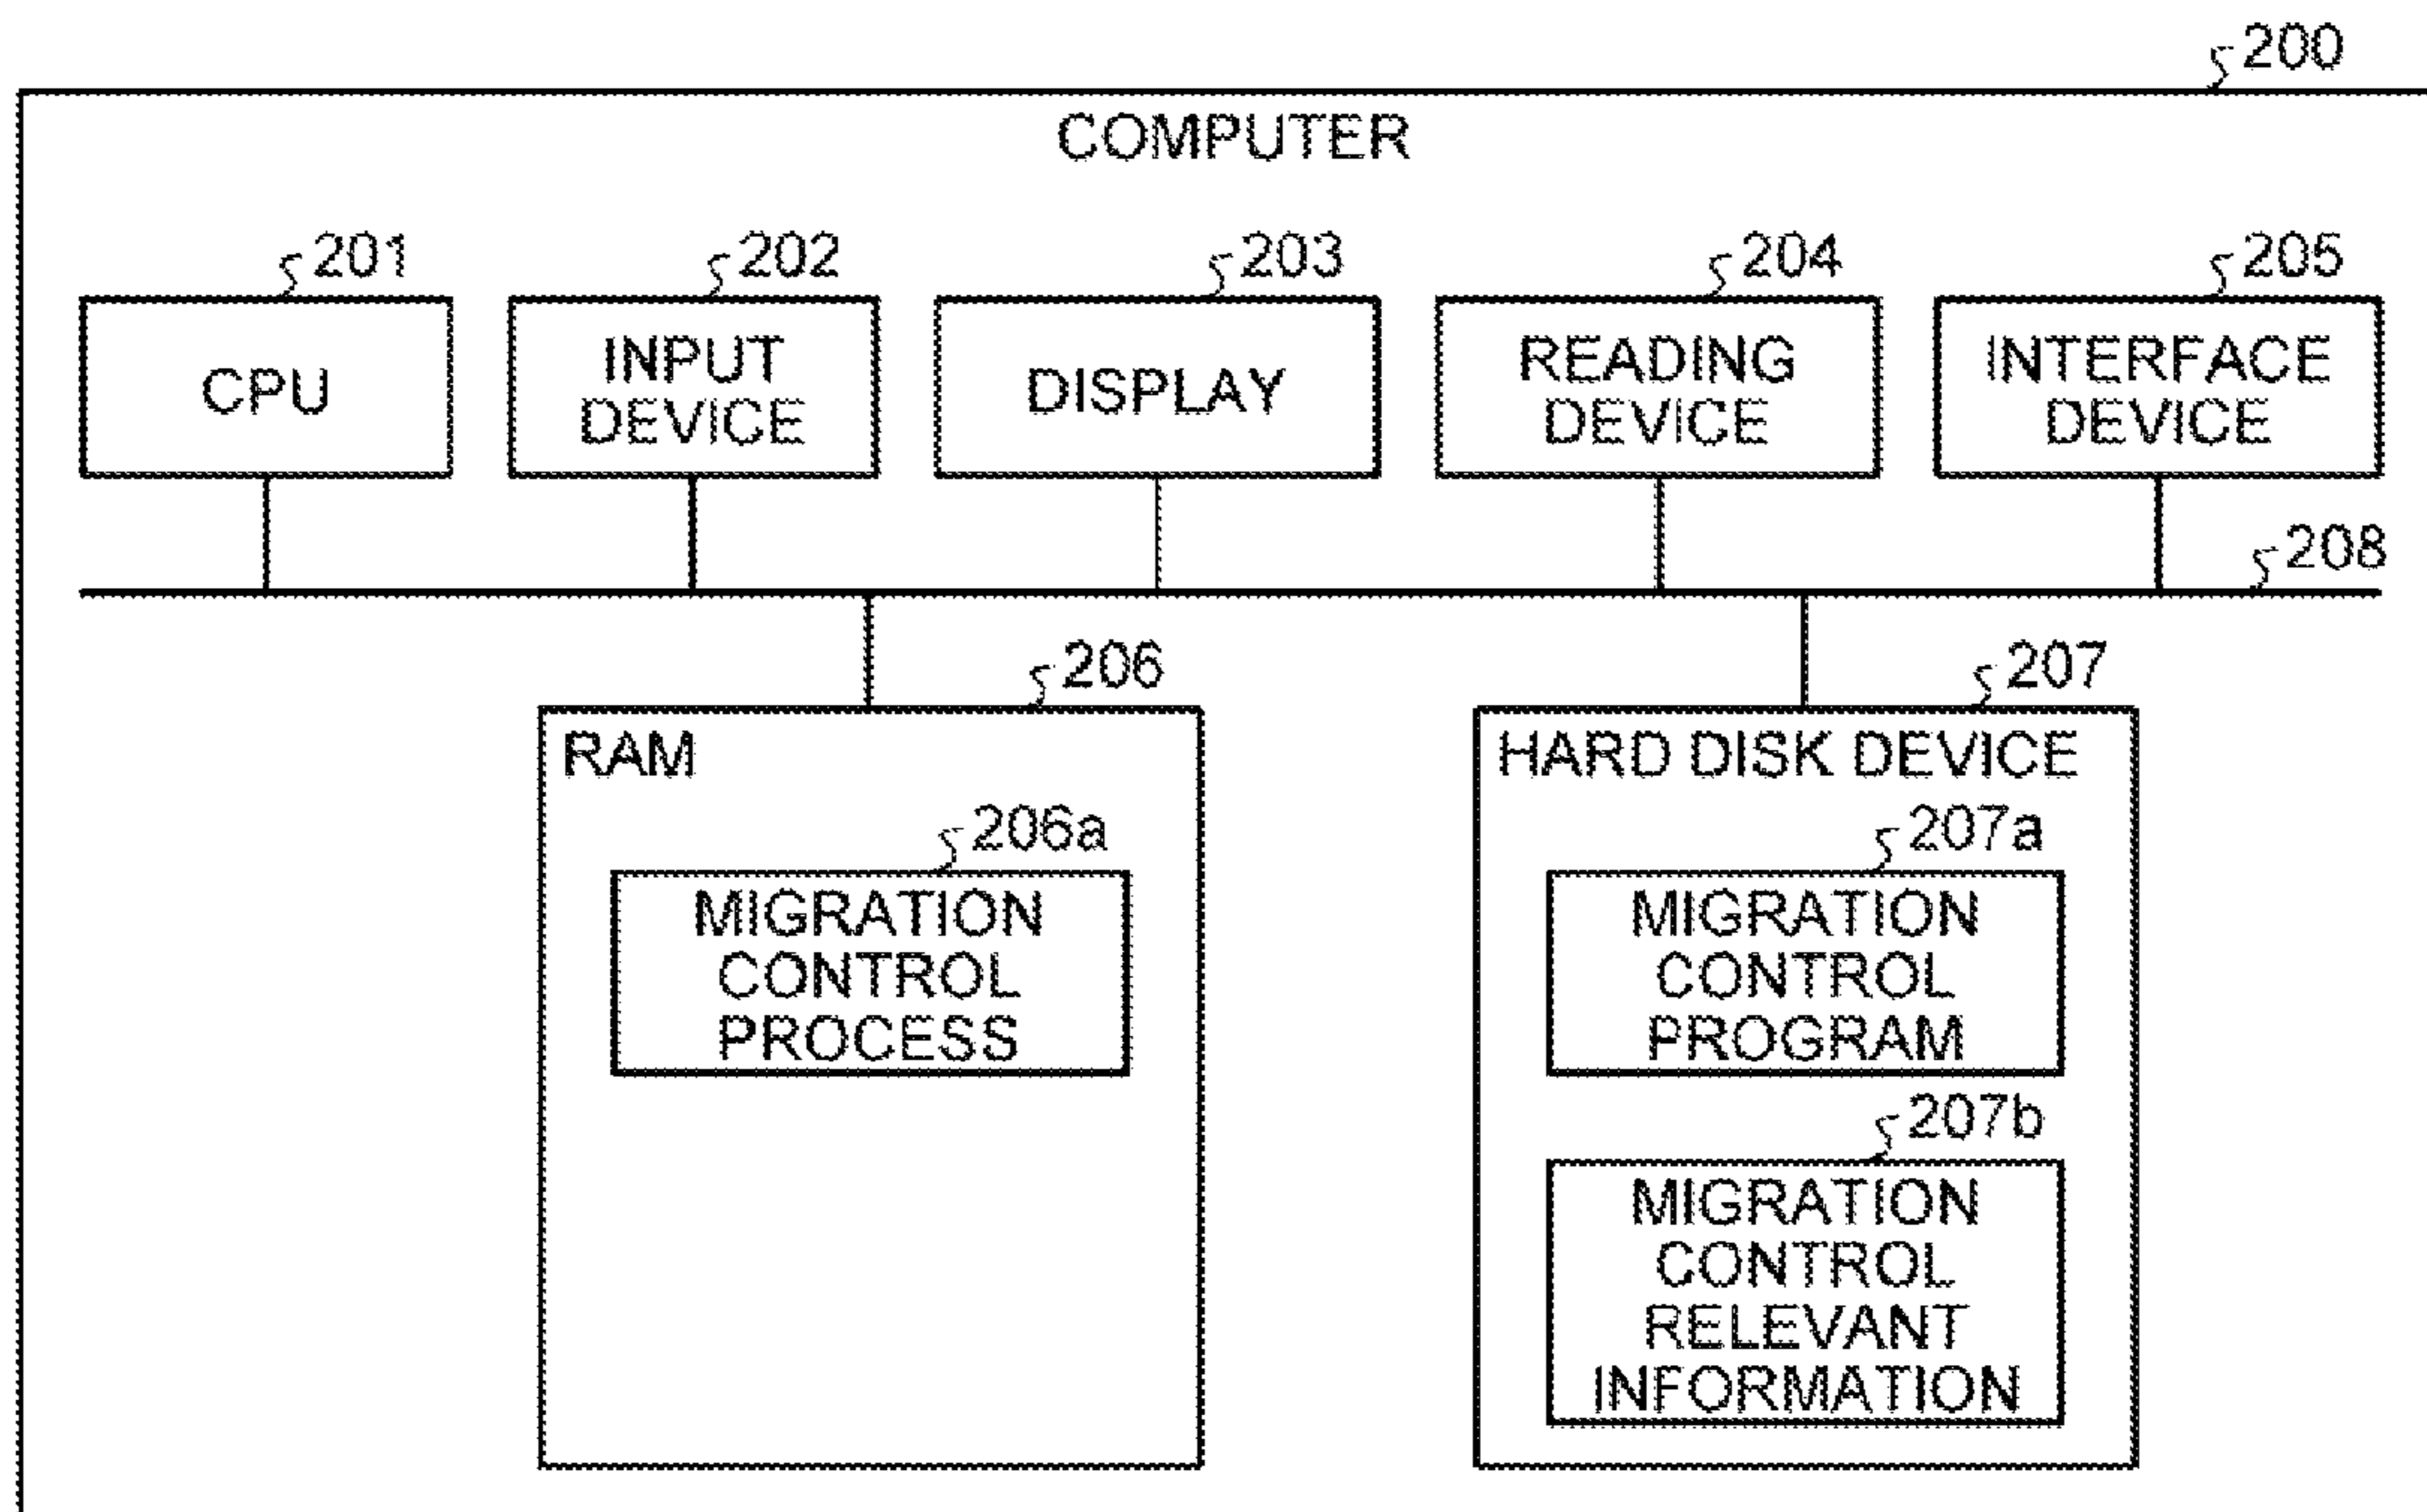 200
COMPUTER
201
202
203
204
205
CPU
INPUT
DEVICE
DISPLAY
READING
DEVICE
INTERFACE
DEVICE
208
206
207
RAM
HARD DISK DEVICE
206a
207a
MIGRATION
CONTROL
PROCESS
MIGRATION
CONTROL
PROGRAM
207b
MIGRATION
CONTROL
RELEVANT
INFORMATION